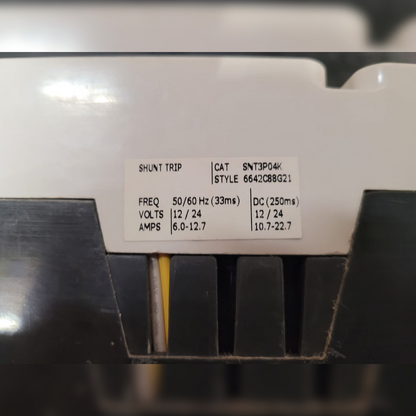 SHUNT TRIP CAT SNT3P04K
STYLE 6642C88G21
FREQ 50/60 Hz (33ms) DC (250ms)
VOLTS 12 / 24 12 / 24
AMPS 6.0-12.7 10.7-22.7